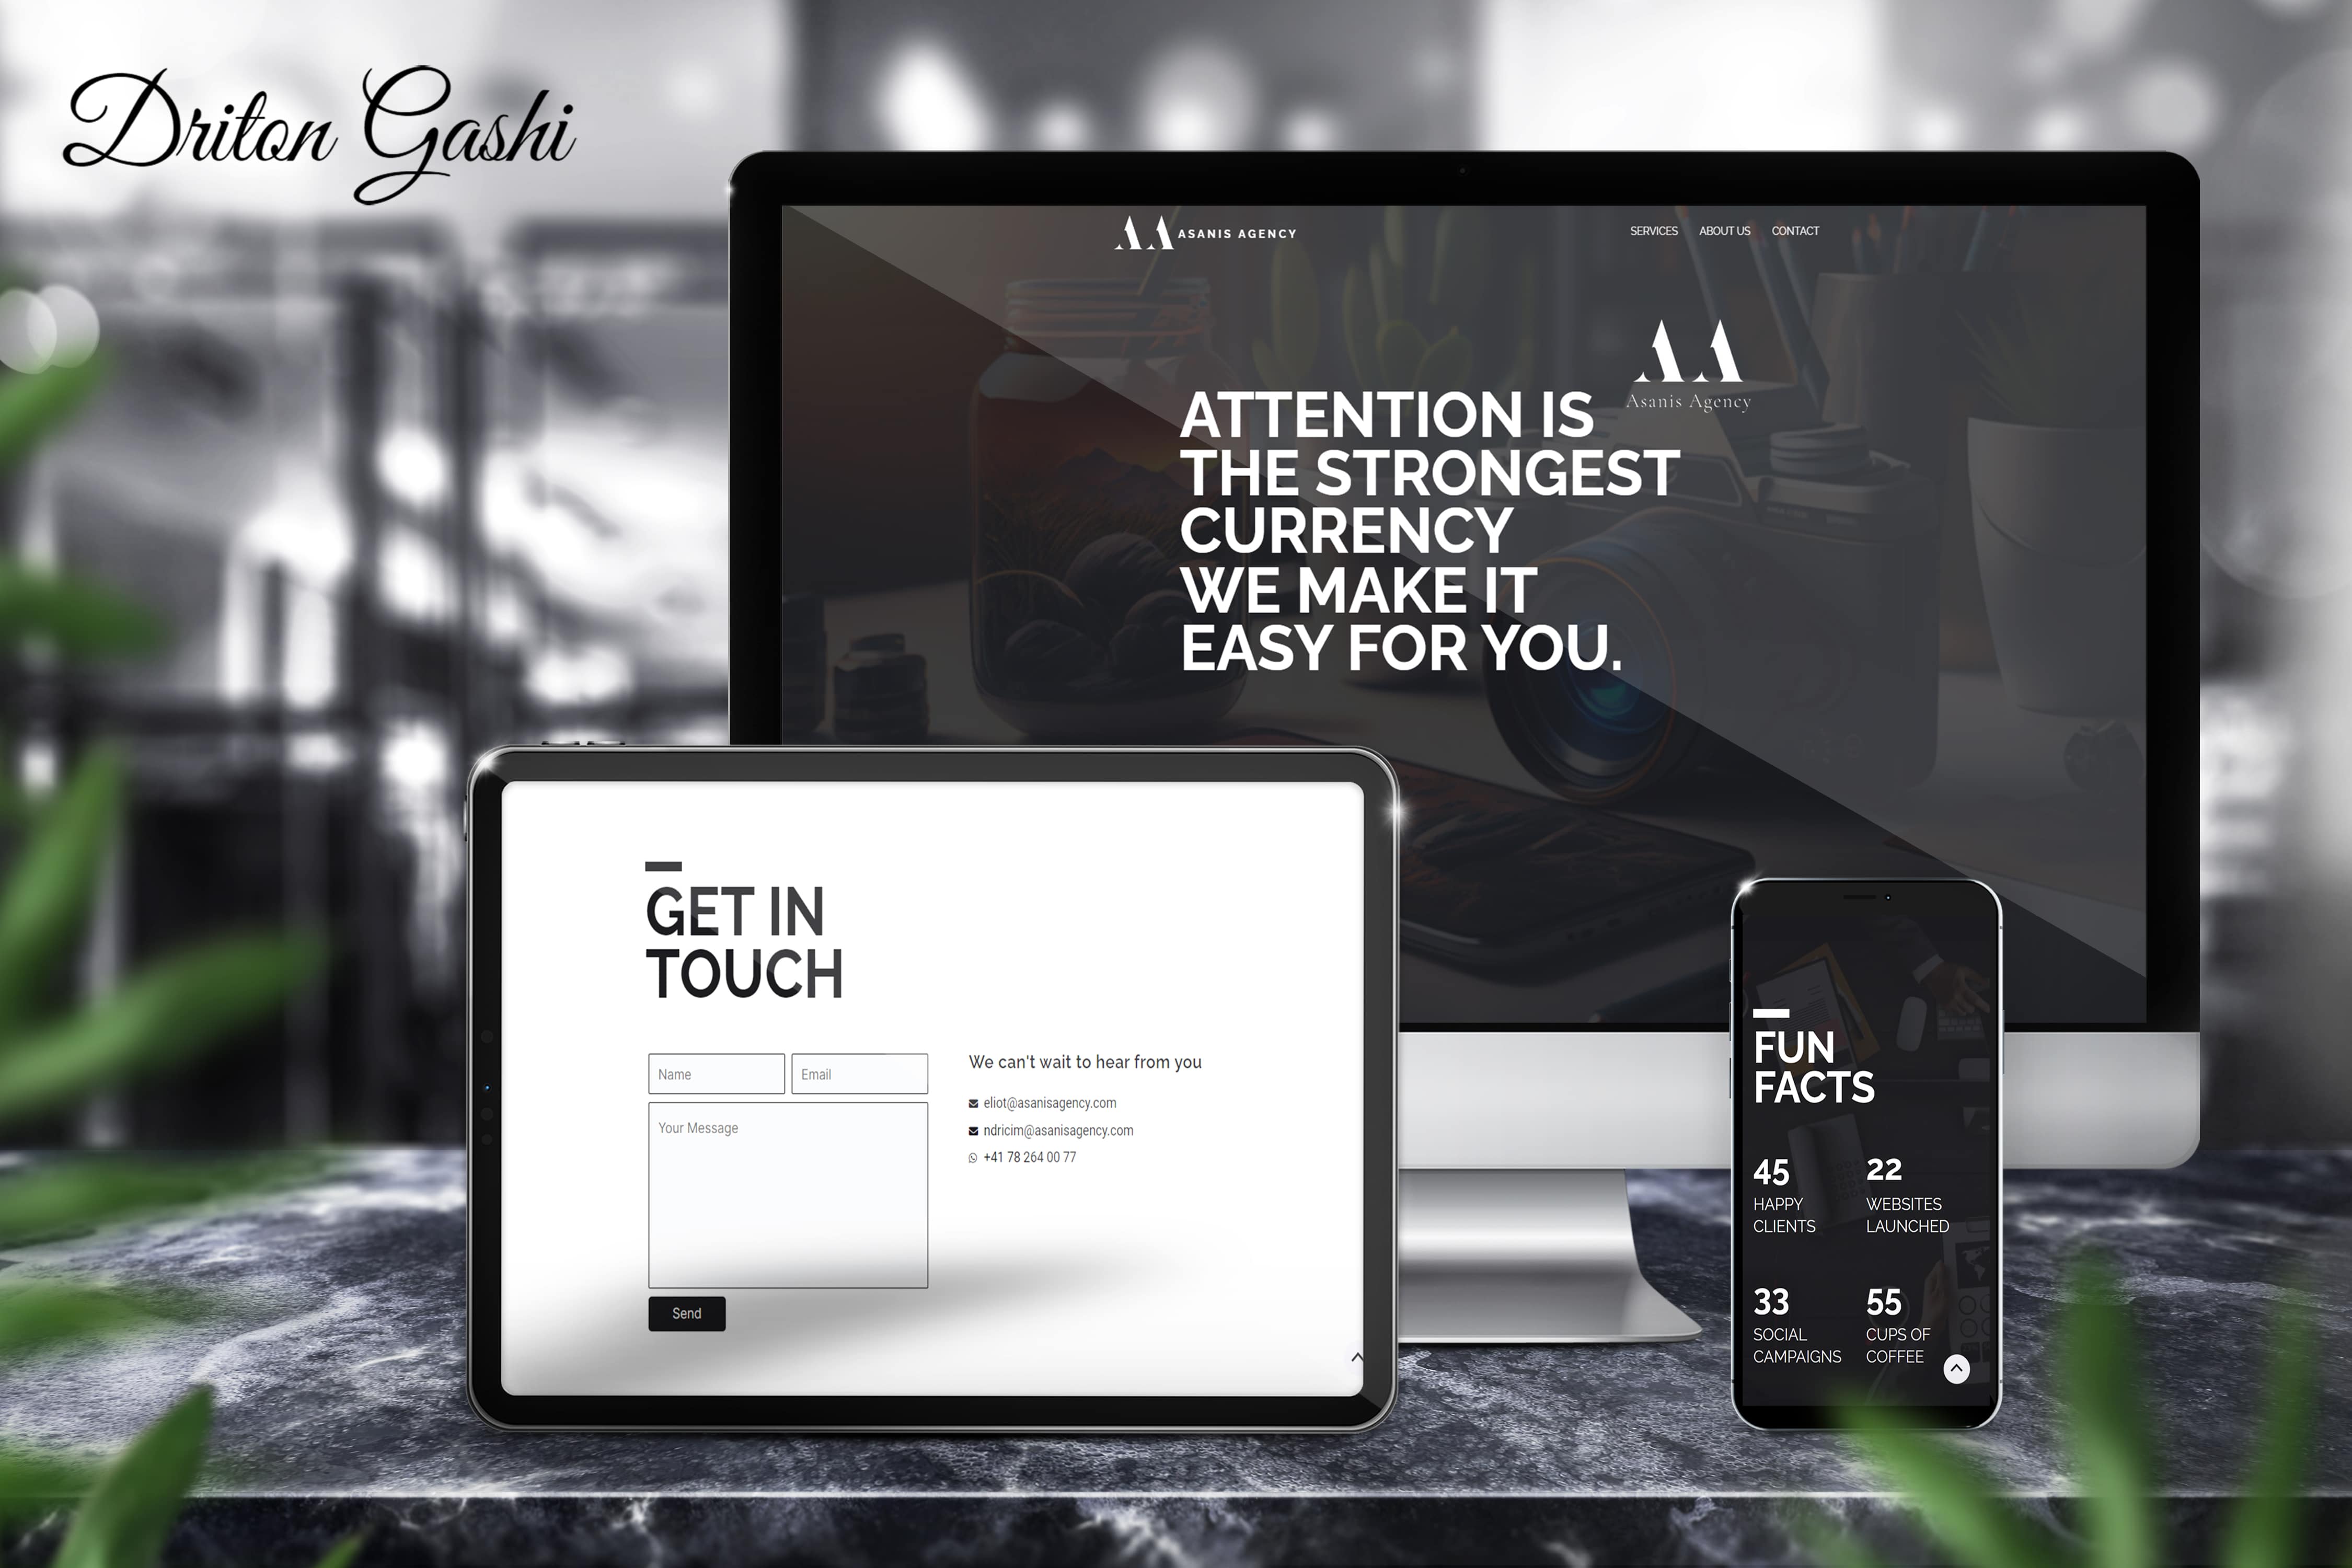 Driton Gashi
AA ASANIS AGENCY
SERVICES ABOUT US CONTACT
AA
Asanis Agency
ATTENTION IS
THE STRONGEST
CURRENCY
WE MAKE IT
EASY FOR YOU.
GET IN
TOUCH
Name Email
Your Message
Send
We can't wait to hear from you
eliot@asanisagency.com
ndricim@asanisagency.com
+41 78 264 00 77
FUN
FACTS
45
HAPPY
CLIENTS
22
WEBSITES
LAUNCHED
33
SOCIAL
CAMPAIGNS
55
CUPS OF
COFFEE